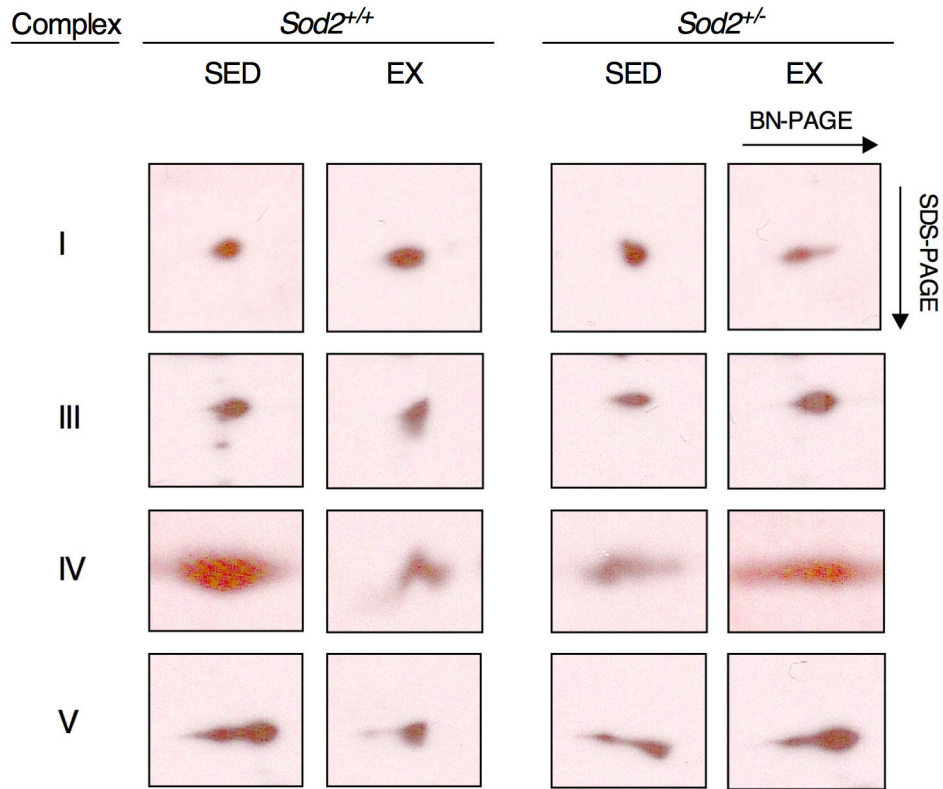 Complex Sod2+/+ Sod2+/-
SED EX SED EX
BN-PAGE
SDS-PAGE
I
III
IV
V